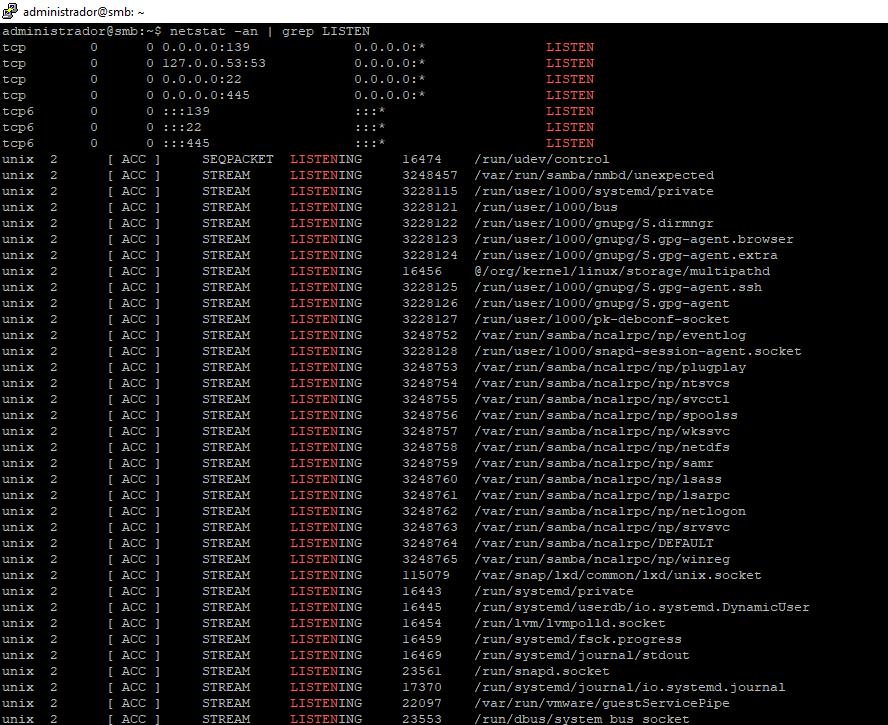 administrador@smb: ~
administrador@smb:~$ netstat -an | grep LISTEN
tcp        0      0 0.0.0.0:139             0.0.0.0:*               LISTEN
tcp        0      0 127.0.0.53:53           0.0.0.0:*               LISTEN
tcp        0      0 0.0.0.0:22              0.0.0.0:*               LISTEN
tcp        0      0 0.0.0.0:445             0.0.0.0:*               LISTEN
tcp6       0      0 :::139                  :::*                    LISTEN
tcp6       0      0 :::22                   :::*                    LISTEN
tcp6       0      0 :::445                  :::*                    LISTEN
unix  2      [ ACC ]     SEQPACKET  LISTENING     16474    /run/udev/control
unix  2      [ ACC ]     STREAM     LISTENING     3248457  /var/run/samba/nmbd/unexpected
unix  2      [ ACC ]     STREAM     LISTENING     3228115  /run/user/1000/systemd/private
unix  2      [ ACC ]     STREAM     LISTENING     3228121  /run/user/1000/bus
unix  2      [ ACC ]     STREAM     LISTENING     3228122  /run/user/1000/gnupg/S.dirmngr
unix  2      [ ACC ]     STREAM     LISTENING     3228123  /run/user/1000/gnupg/S.gpg-agent.browser
unix  2      [ ACC ]     STREAM     LISTENING     3228124  /run/user/1000/gnupg/S.gpg-agent.extra
unix  2      [ ACC ]     STREAM     LISTENING     16456    @/org/kernel/linux/storage/multipathd
unix  2      [ ACC ]     STREAM     LISTENING     3228125  /run/user/1000/gnupg/S.gpg-agent.ssh
unix  2      [ ACC ]     STREAM     LISTENING     3228126  /run/user/1000/gnupg/S.gpg-agent
unix  2      [ ACC ]     STREAM     LISTENING     3228127  /run/user/1000/pk-debconf-socket
unix  2      [ ACC ]     STREAM     LISTENING     3248752  /var/run/samba/ncalrpc/np/eventlog
unix  2      [ ACC ]     STREAM     LISTENING     3228128  /run/user/1000/snapd-session-agent.socket
unix  2      [ ACC ]     STREAM     LISTENING     3248753  /var/run/samba/ncalrpc/np/plugplay
unix  2      [ ACC ]     STREAM     LISTENING     3248754  /var/run/samba/ncalrpc/np/ntsvcs
unix  2      [ ACC ]     STREAM     LISTENING     3248755  /var/run/samba/ncalrpc/np/svcctl
unix  2      [ ACC ]     STREAM     LISTENING     3248756  /var/run/samba/ncalrpc/np/spoolss
unix  2      [ ACC ]     STREAM     LISTENING     3248757  /var/run/samba/ncalrpc/np/wkssvc
unix  2      [ ACC ]     STREAM     LISTENING     3248758  /var/run/samba/ncalrpc/np/netdfs
unix  2      [ ACC ]     STREAM     LISTENING     3248759  /var/run/samba/ncalrpc/np/samr
unix  2      [ ACC ]     STREAM     LISTENING     3248760  /var/run/samba/ncalrpc/np/lsass
unix  2      [ ACC ]     STREAM     LISTENING     3248761  /var/run/samba/ncalrpc/np/lsarpc
unix  2      [ ACC ]     STREAM     LISTENING     3248762  /var/run/samba/ncalrpc/np/netlogon
unix  2      [ ACC ]     STREAM     LISTENING     3248763  /var/run/samba/ncalrpc/np/srvsvc
unix  2      [ ACC ]     STREAM     LISTENING     3248764  /var/run/samba/ncalrpc/DEFAULT
unix  2      [ ACC ]     STREAM     LISTENING     3248765  /var/run/samba/ncalrpc/np/winreg
unix  2      [ ACC ]     STREAM     LISTENING     115079   /var/snap/lxd/common/lxd/unix.socket
unix  2      [ ACC ]     STREAM     LISTENING     16443    /run/systemd/private
unix  2      [ ACC ]     STREAM     LISTENING     16445    /run/systemd/userdb/io.systemd.DynamicUser
unix  2      [ ACC ]     STREAM     LISTENING     16454    /run/lvm/lvmpolld.socket
unix  2      [ ACC ]     STREAM     LISTENING     16459    /run/systemd/fsck.progress
unix  2      [ ACC ]     STREAM     LISTENING     16469    /run/systemd/journal/stdout
unix  2      [ ACC ]     STREAM     LISTENING     23561    /run/snapd.socket
unix  2      [ ACC ]     STREAM     LISTENING     17370    /run/systemd/journal/io.systemd.journal
unix  2      [ ACC ]     STREAM     LISTENING     22097    /var/run/vmware/guestServicePipe
unix  2      [ ACC ]     STREAM     LISTENING     23553    /run/dbus/system_bus_socket